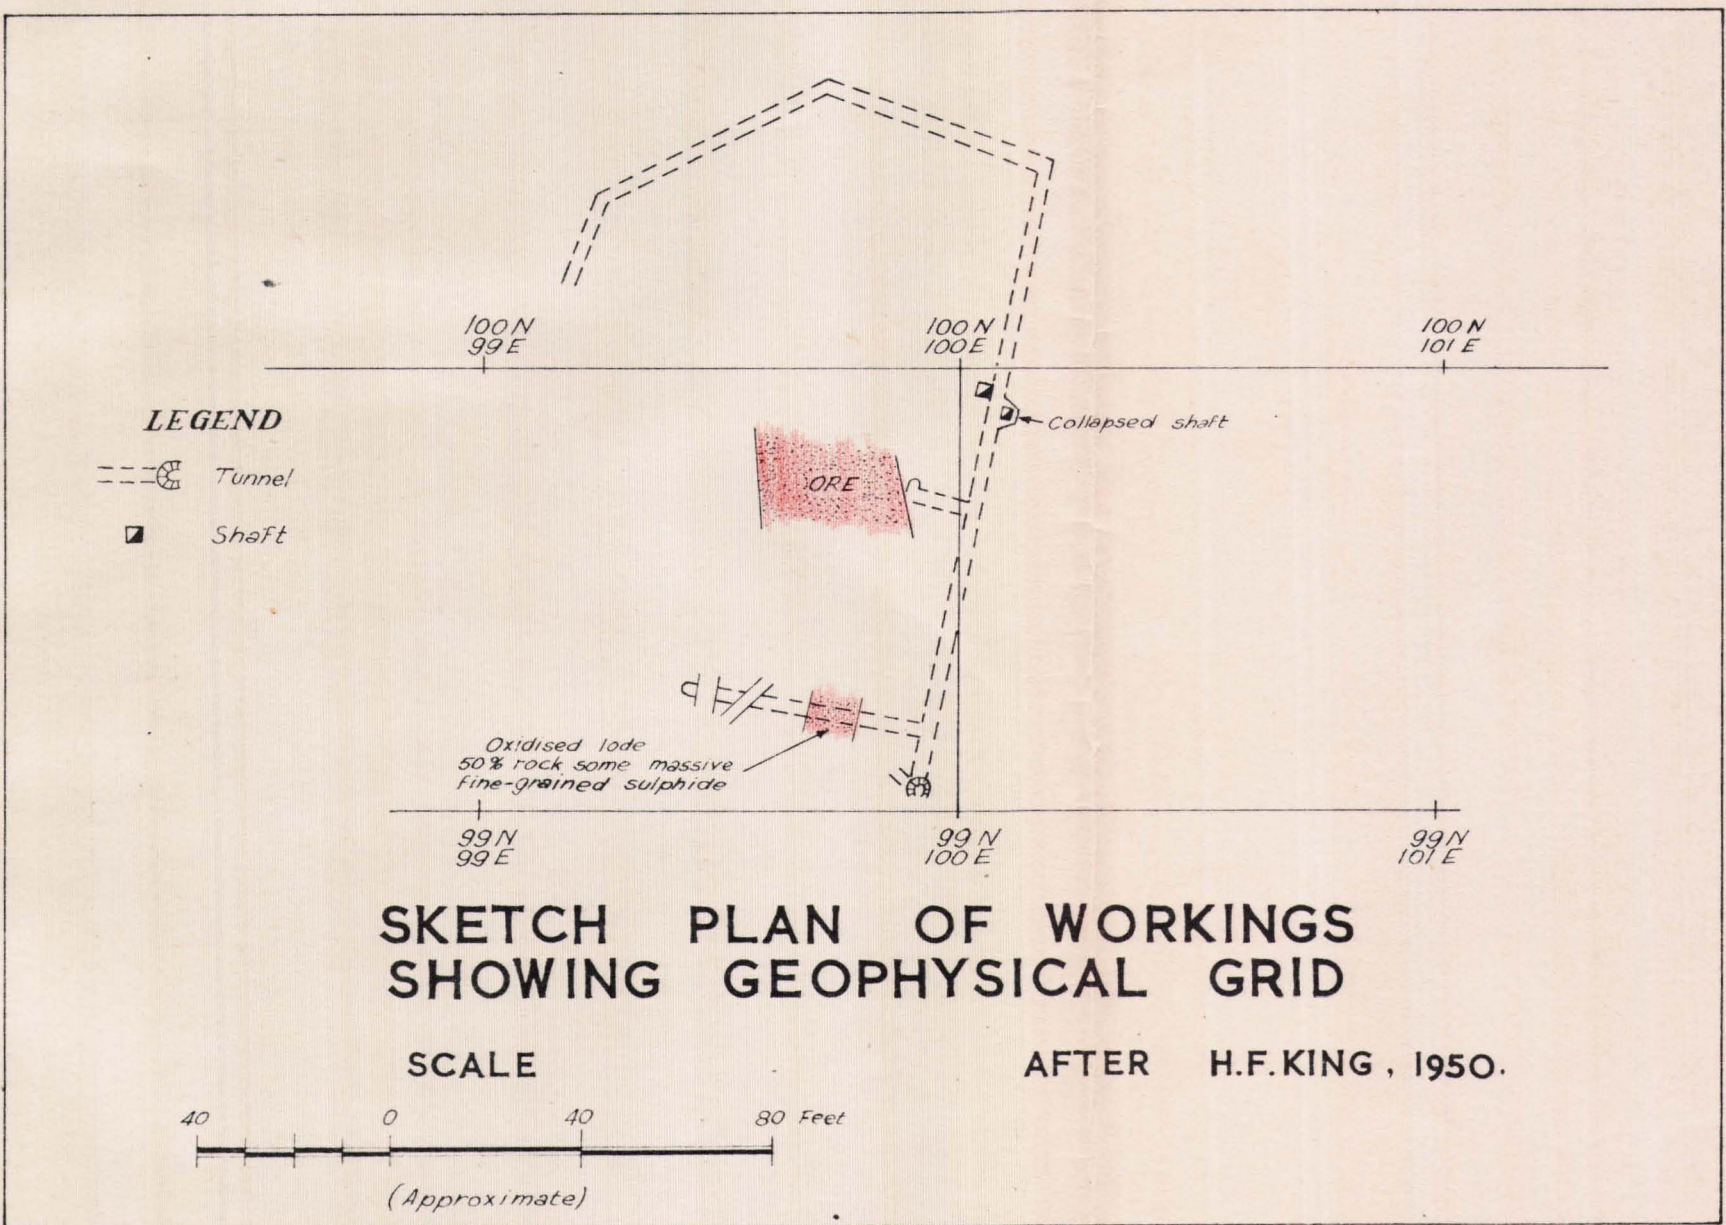 100 N
99 E
100 N
100 E
100 N
101 E
LEGEND
Tunnel
Shaft
Collapsed shaft
ORE
Oxidised lode
50% rock some massive
fine-grained sulphide
99 N
99 E
99 N
100 E
99 N
101 E
SKETCH PLAN OF WORKINGS
SHOWING GEOPHYSICAL GRID
SCALE
AFTER H.F. KING, 1950.
40 0 40 80 Feet
(Approximate)